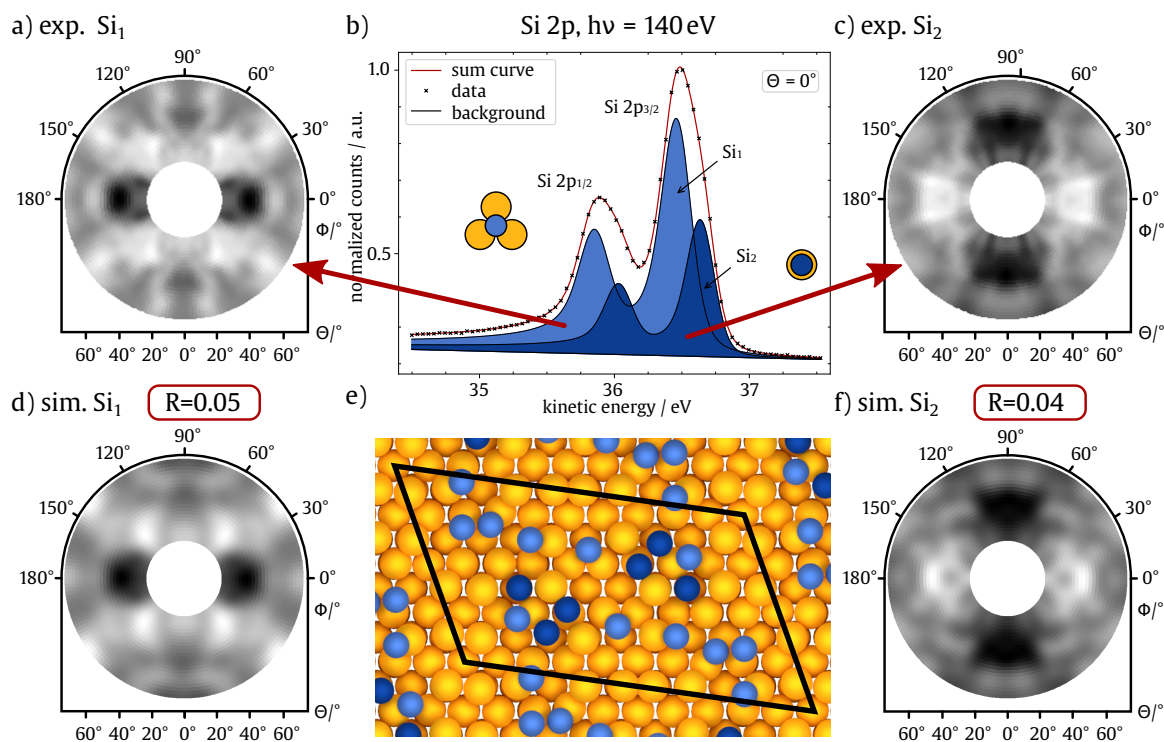 a) exp. Si₁
b) Si 2p, hν = 140 eV
c) exp. Si₂
90°
120° 60°
150° 30°
180° 0°
Φ/°
Θ/°
60° 40° 20° 0° 20° 40° 60°
sum curve
data
background
Θ = 0°
Si 2p₃/₂
Si 2p₁/₂
Si₁
Si₂
normalized counts / a.u.
1.0
0.5
35 36 37
kinetic energy / eV
90°
120° 60°
150° 30°
180° 0°
Φ/°
Θ/°
60° 40° 20° 0° 20° 40° 60°
d) sim. Si₁ R=0.05
90°
120° 60°
150° 30°
180° 0°
Φ/°
Θ/°
60° 40° 20° 0° 20° 40° 60°
e)
f) sim. Si₂ R=0.04
90°
120° 60°
150° 30°
180° 0°
Φ/°
Θ/°
60° 40° 20° 0° 20° 40° 60°